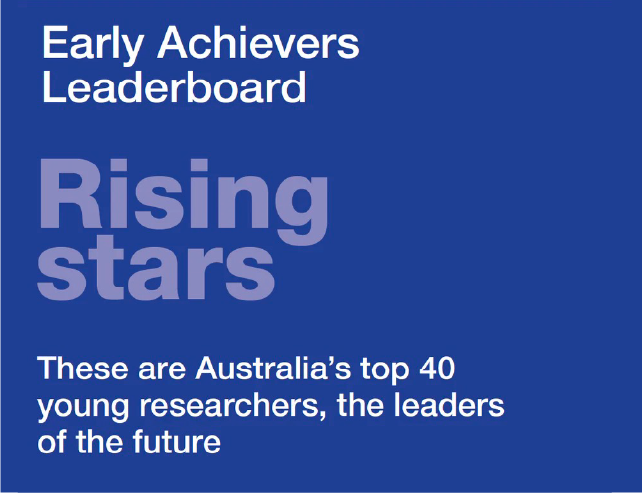 Early Achievers
Leaderboard
Rising
stars
These are Australia’s top 40
young researchers, the leaders
of the future